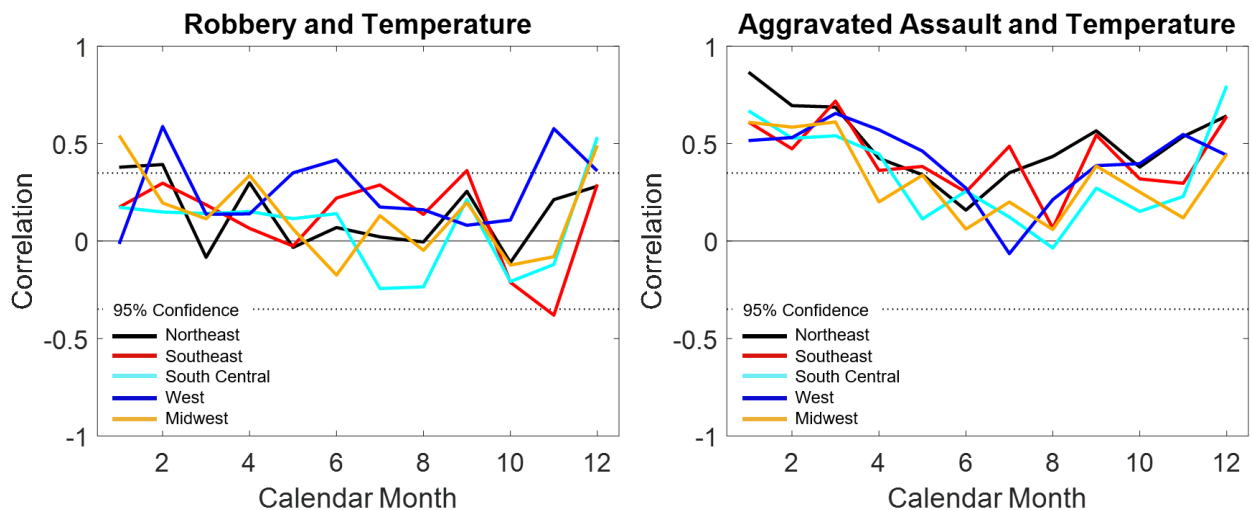 Robbery and Temperature
1
0.5
0
-0.5
-1
Correlation
95% Confidence
Northeast
Southeast
South Central
West
Midwest
2 4 6 8 10 12
Calendar Month
Aggravated Assault and Temperature
1
0.5
0
-0.5
-1
Correlation
95% Confidence
Northeast
Southeast
South Central
West
Midwest
2 4 6 8 10 12
Calendar Month